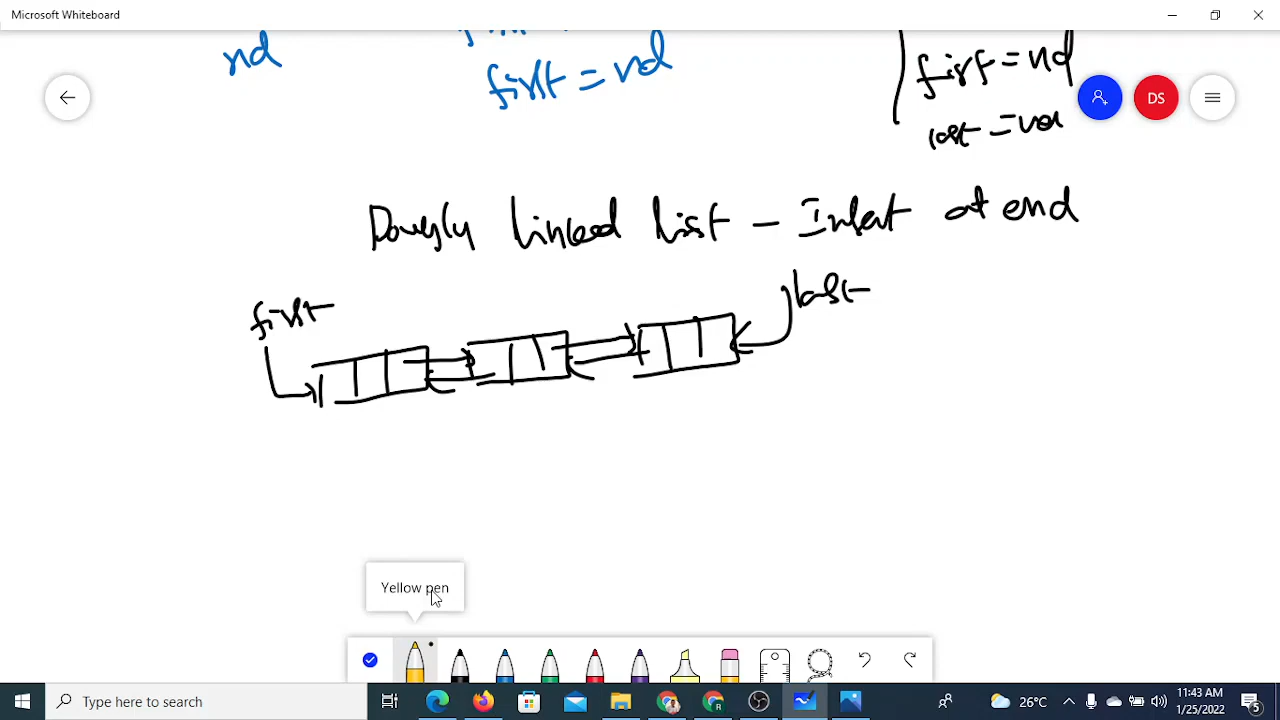 Microsoft Whiteboard
nd
first = nd
first = nd
last = nd
DS
Doubly linked list - Insert at end
first
last
Yellow pen
Type here to search
26°C
11:43 AM
1/25/2022
5